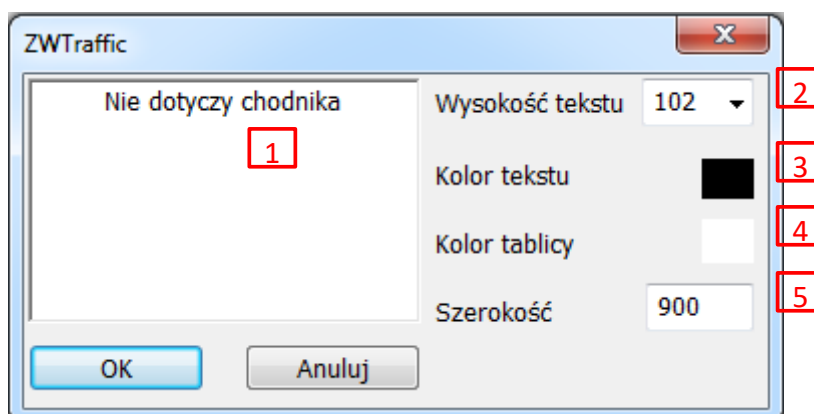 ZWTraffic
Nie dotyczy chodnika
1
Wysokość tekstu 102 2
Kolor tekstu 3
Kolor tablicy 4
Szerokość 900 5
OK Anuluj